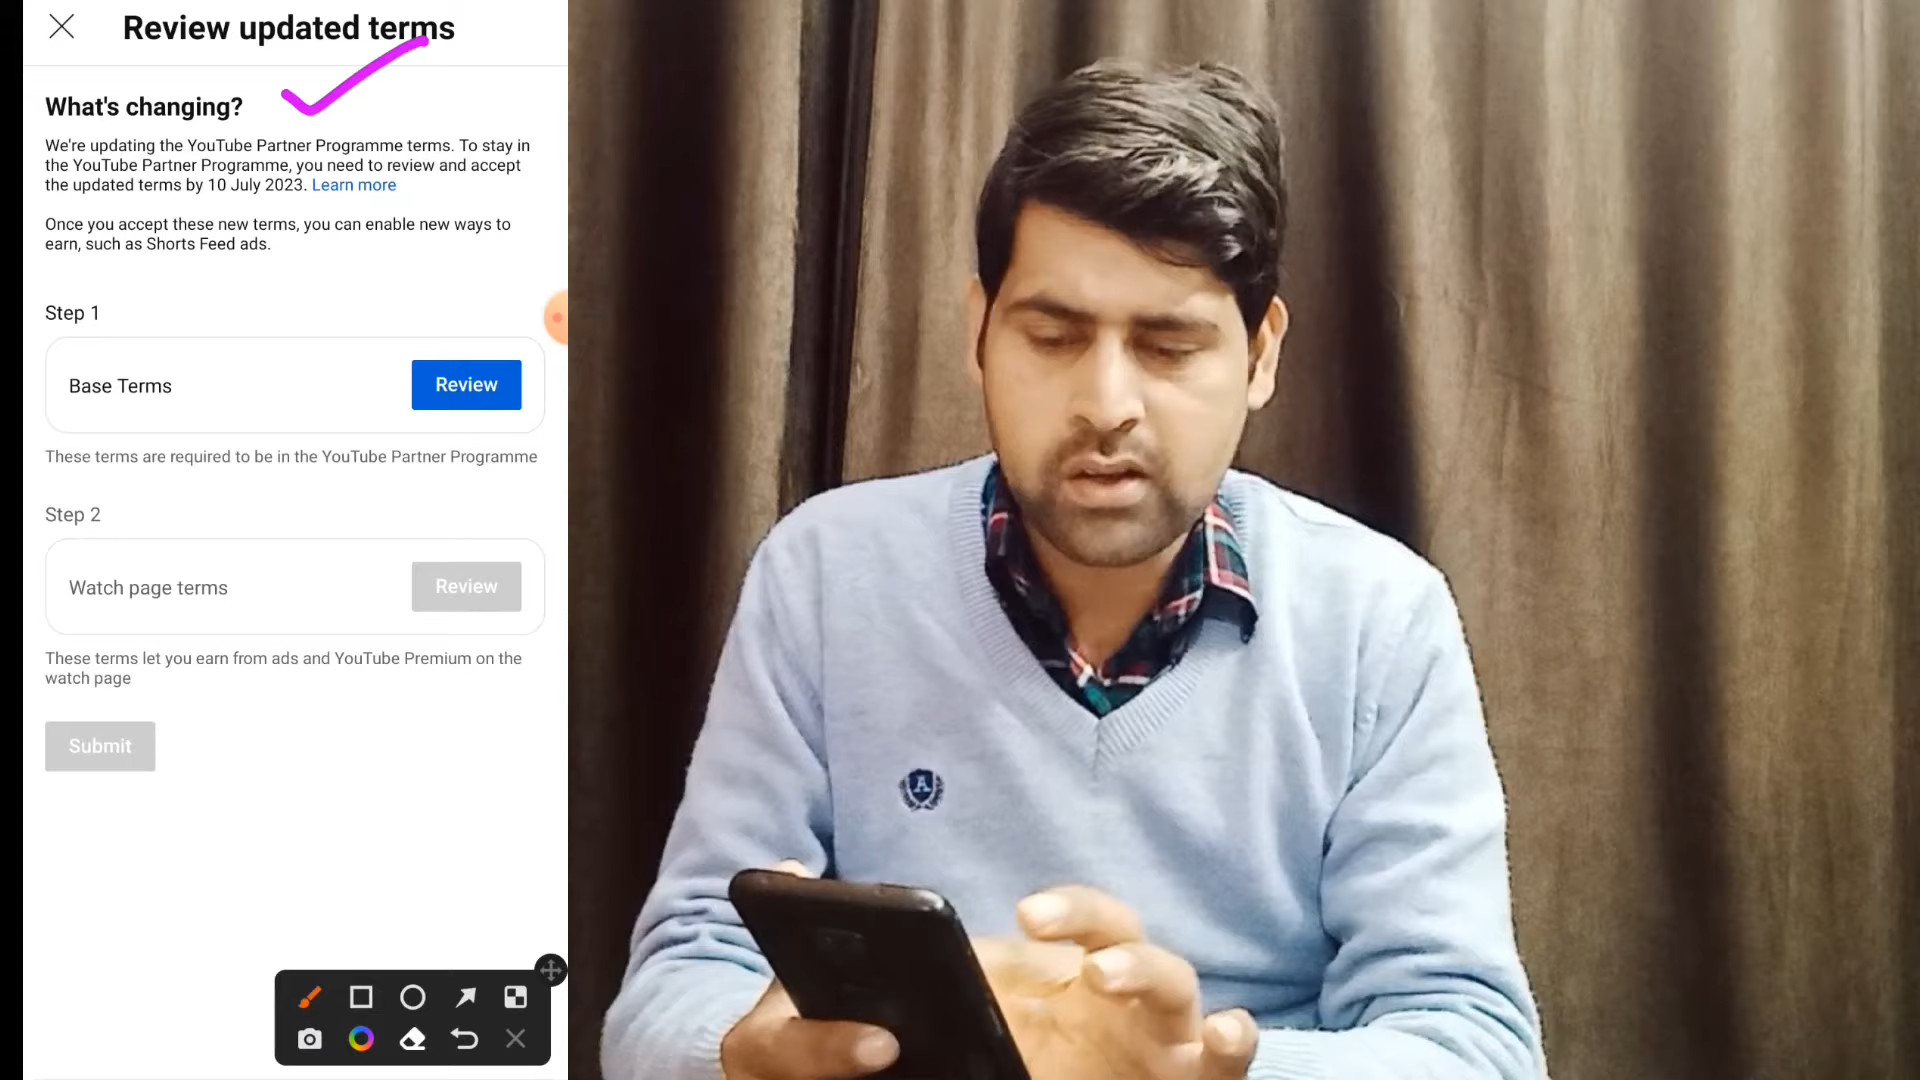 Review updated terms
What's changing?
We're updating the YouTube Partner Programme terms. To stay in
the YouTube Partner Programme, you need to review and accept
the updated terms by 10 July 2023. Learn more
Once you accept these new terms, you can enable new ways to
earn, such as Shorts Feed ads.
Step 1
Base Terms
Review
These terms are required to be in the YouTube Partner Programme
Step 2
Watch page terms
Review
These terms let you earn from ads and YouTube Premium on the
watch page
Submit
A